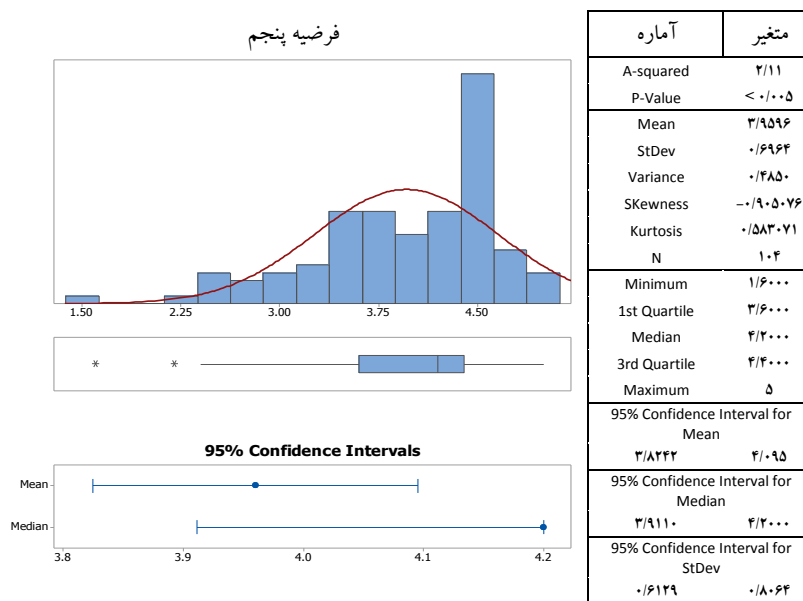 فرضیه پنجم
1.50 2.25 3.00 3.75 4.50
* *
95% Confidence Intervals
Mean
Median
3.8 3.9 4.0 4.1 4.2
آماره متغیر
A-squared ۲/۱۱
P-Value < ۰/۰۰۵
Mean ۳/۹۵۹۶
StDev ۰/۶۹۶۴
Variance ۰/۴۸۵۰
SKewness -۰/۹۰۵۰۷۶
Kurtosis ۰/۵۸۳۰۷۱
N ۱۰۴
Minimum ۱/۶۰۰۰
1st Quartile ۳/۶۰۰۰
Median ۴/۲۰۰۰
3rd Quartile ۴/۴۰۰۰
Maximum ۵
95% Confidence Interval for
Mean
۳/۸۲۴۲ ۴/۰۹۵
95% Confidence Interval for
Median
۳/۹۱۱۰ ۴/۲۰۰۰
95% Confidence Interval for
StDev
۰/۶۱۲۹ ۰/۸۰۶۴